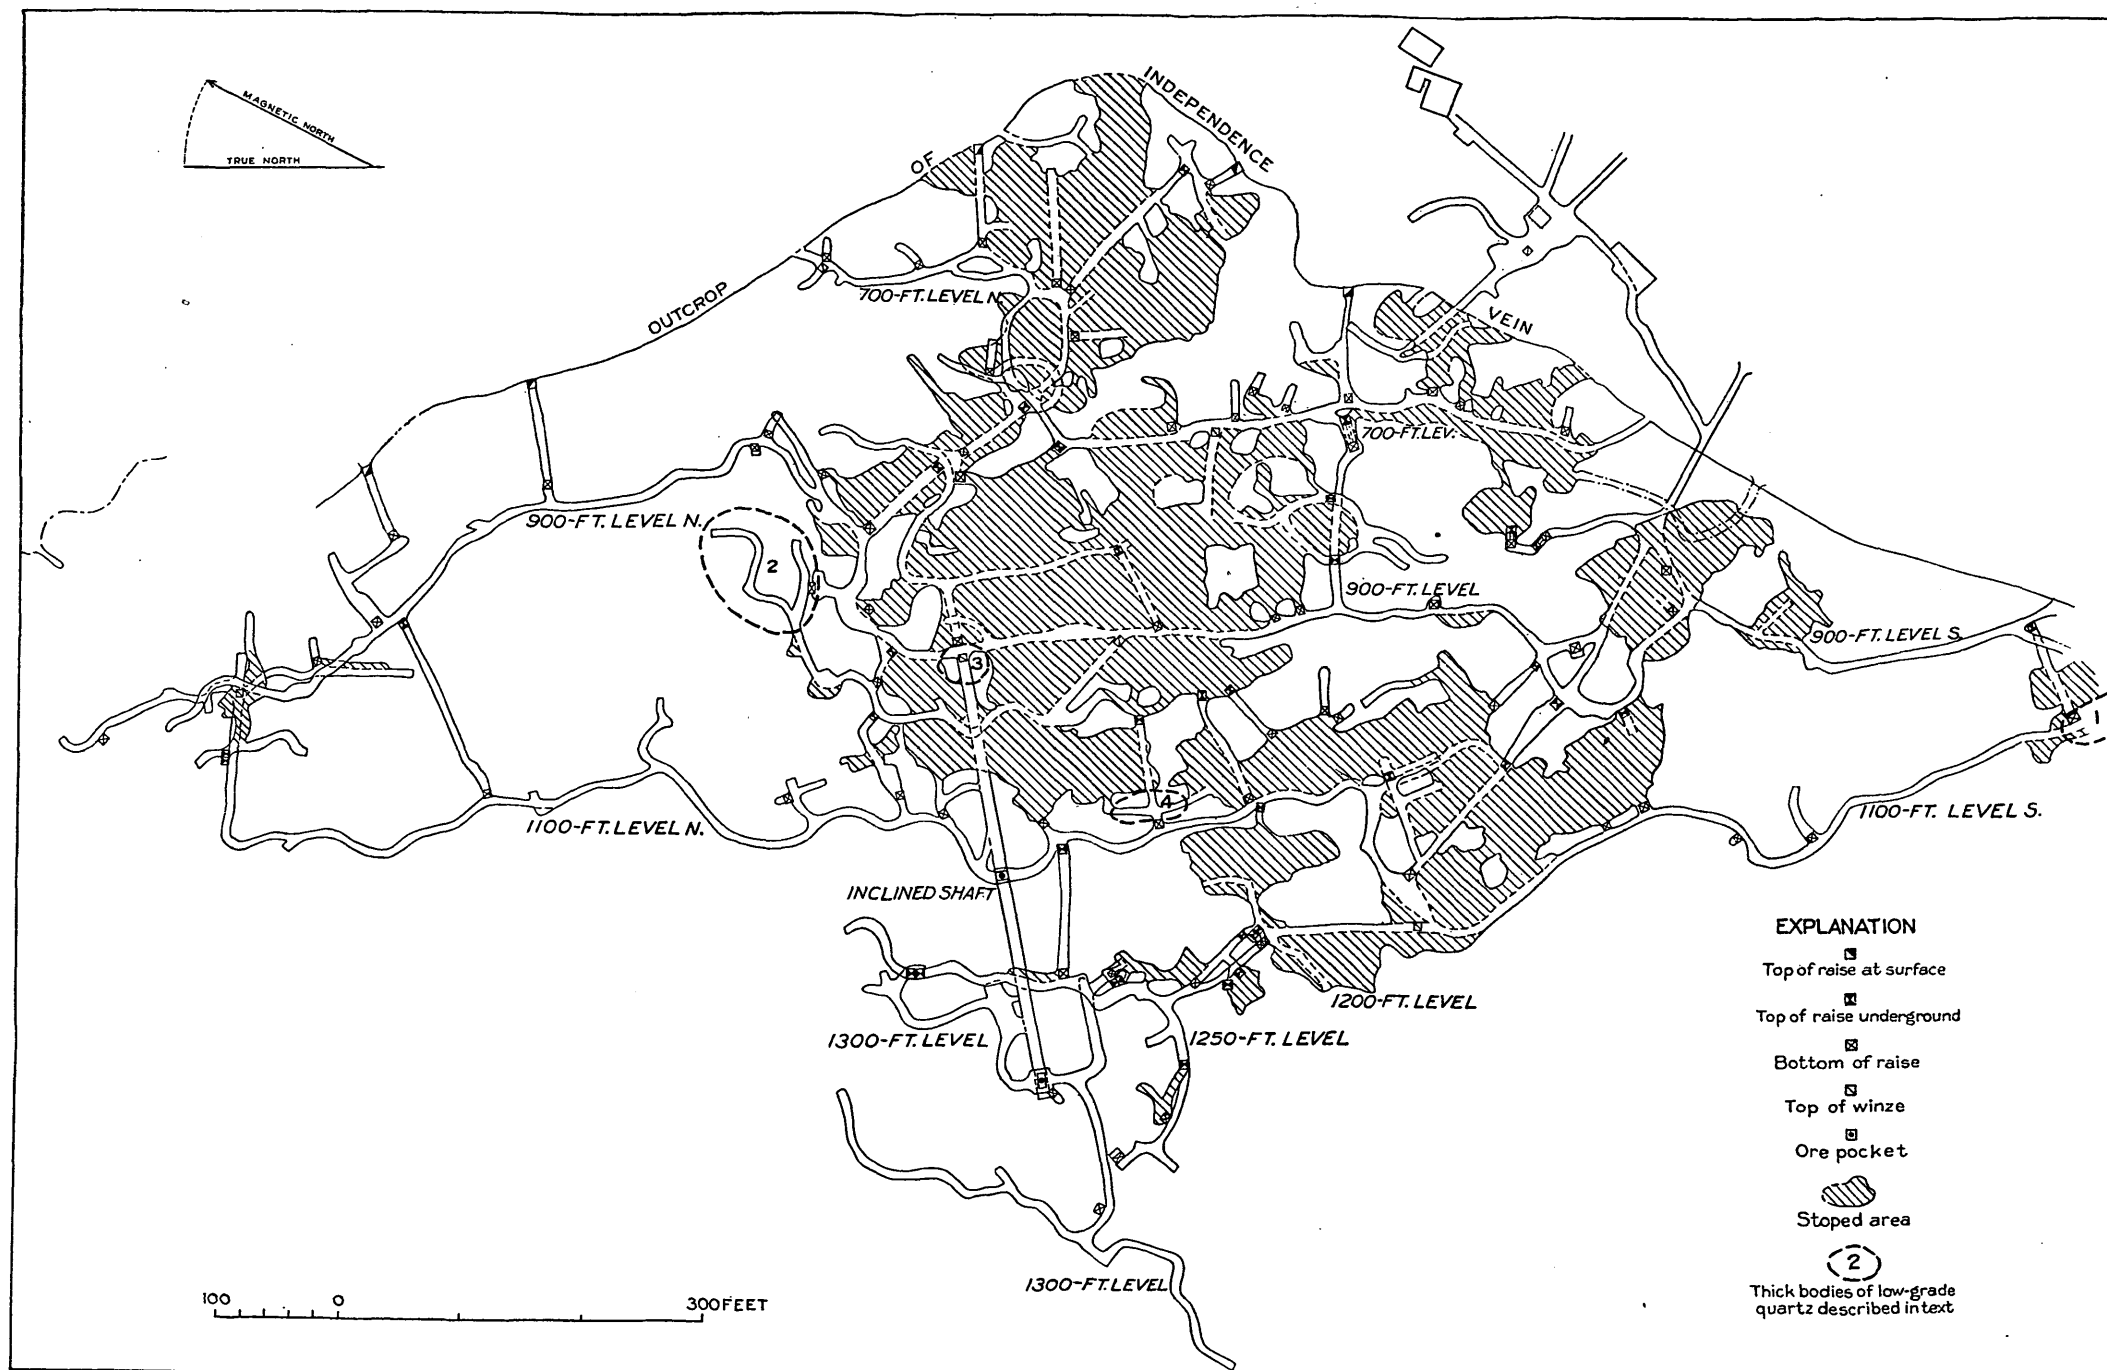 MAGNETIC NORTH
TRUE NORTH
OUTCROP
OF
INDEPENDENCE
VEIN
700-FT. LEVEL N.
700-FT. LEV.
900-FT. LEVEL N.
2
900-FT. LEVEL
3
900-FT. LEVEL S.
4
1100-FT. LEVEL N.
1100-FT. LEVEL S.
INCLINED SHAFT
1200-FT. LEVEL
1300-FT. LEVEL
1250-FT. LEVEL
1300-FT. LEVEL
100 0 300 FEET
EXPLANATION
Top of raise at surface
Top of raise underground
Bottom of raise
Top of winze
Ore pocket
Stoped area
2
Thick bodies of low-grade
quartz described in text